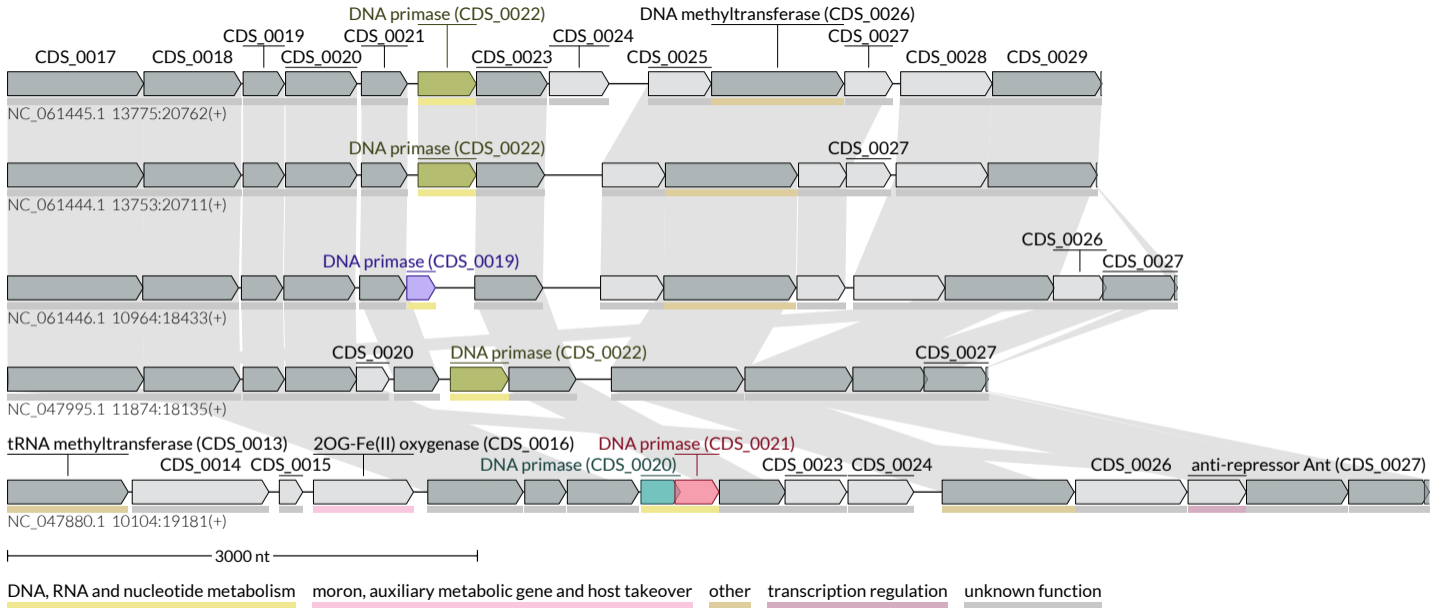 DNA primase (CDS_0022) DNA methyltransferase (CDS_0026)
CDS_0019 CDS_0021 CDS_0024 CDS_0027
CDS_0017 CDS_0018 CDS_0020 CDS_0023 CDS_0025 CDS_0028 CDS_0029
NC_061445.1 13775:20762(+)
DNA primase (CDS_0022) CDS_0027
NC_061444.1 13753:20711(+)
CDS_0026
DNA primase (CDS_0019) CDS_0027
NC_061446.1 10964:18433(+)
CDS_0020 DNA primase (CDS_0022) CDS_0027
NC_047995.1 11874:18135(+)
tRNA methyltransferase (CDS_0013) 2OG-Fe(II) oxygenase (CDS_0016) DNA primase (CDS_0021)
CDS_0014 CDS_0015 DNA primase (CDS_0020) CDS_0023 CDS_0024 CDS_0026 anti-repressor Ant (CDS_0027)
NC_047880.1 10104:19181(+)
3000 nt
DNA, RNA and nucleotide metabolism moron, auxiliary metabolic gene and host takeover other transcription regulation unknown function